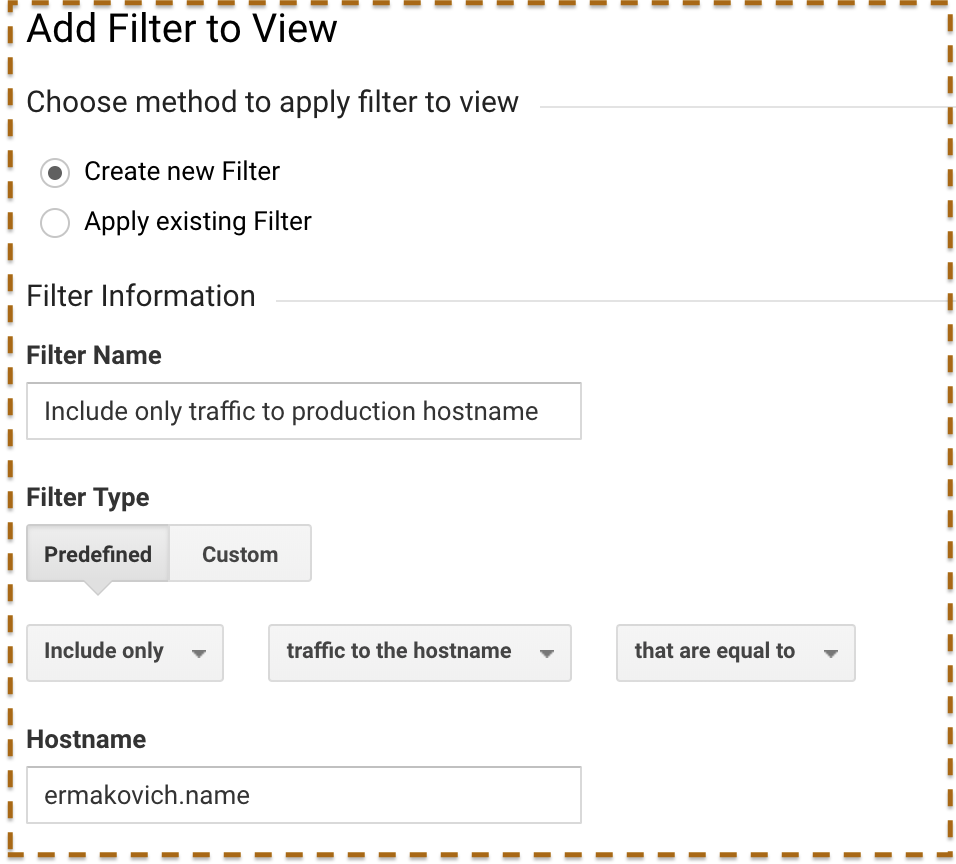 Add Filter to View
Choose method to apply filter to view
Create new Filter
Apply existing Filter
Filter Information
Filter Name
Include only traffic to production hostname
Filter Type
Predefined Custom
Include only traffic to the hostname that are equal to
Hostname
ermakovich.name